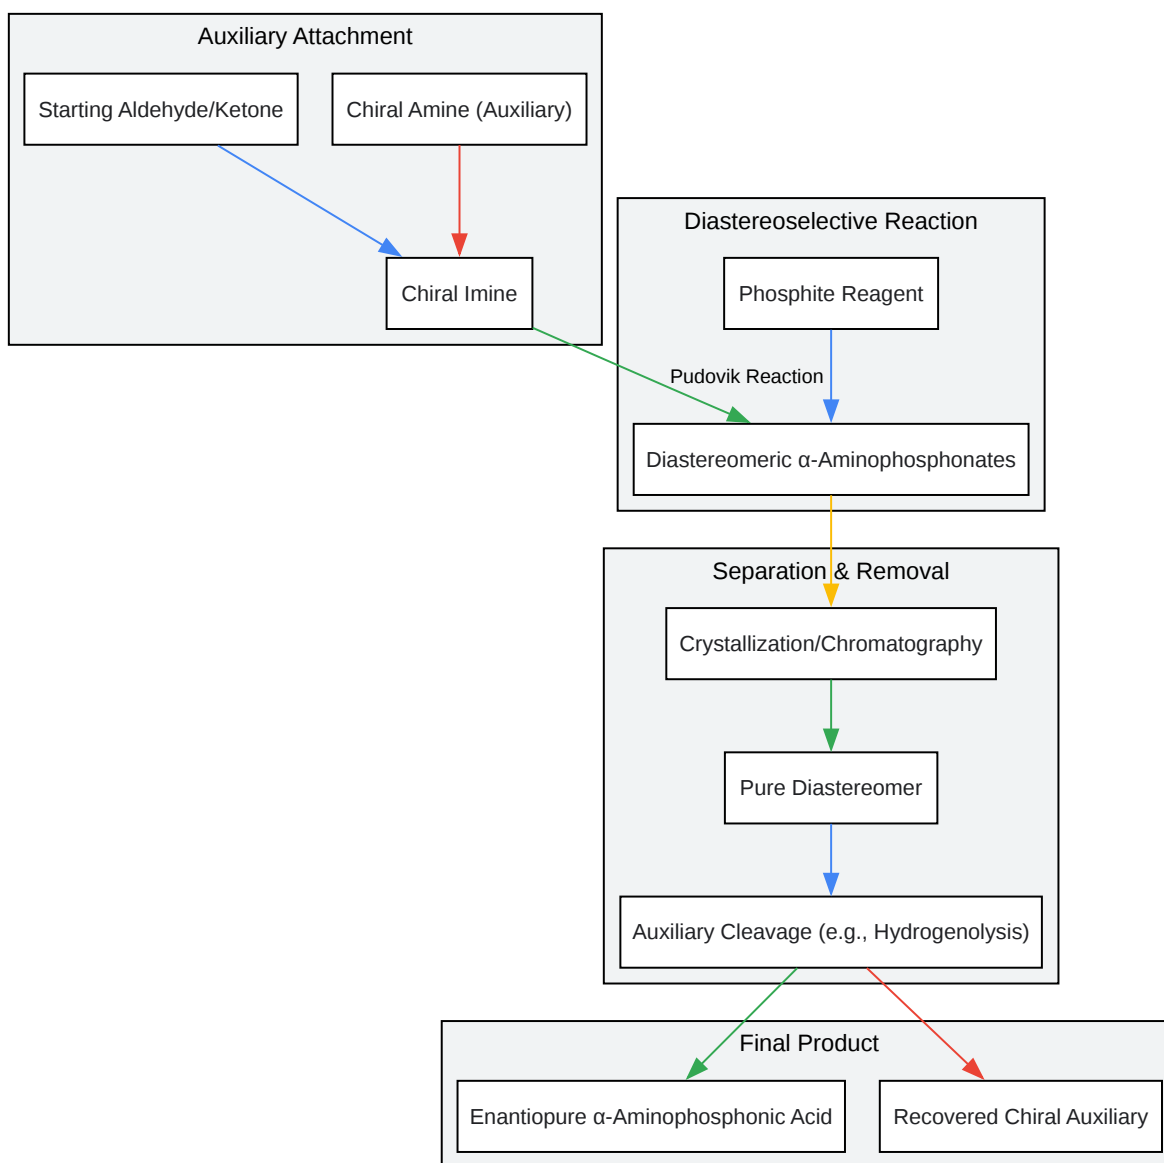 Auxiliary Attachment
Starting Aldehyde/Ketone
Chiral Amine (Auxiliary)
Chiral Imine
Diastereoselective Reaction
Phosphite Reagent
Pudovik Reaction
Diastereomeric α-Aminophosphonates
Separation & Removal
Crystallization/Chromatography
Pure Diastereomer
Auxiliary Cleavage (e.g., Hydrogenolysis)
Final Product
Enantiopure α-Aminophosphonic Acid
Recovered Chiral Auxiliary